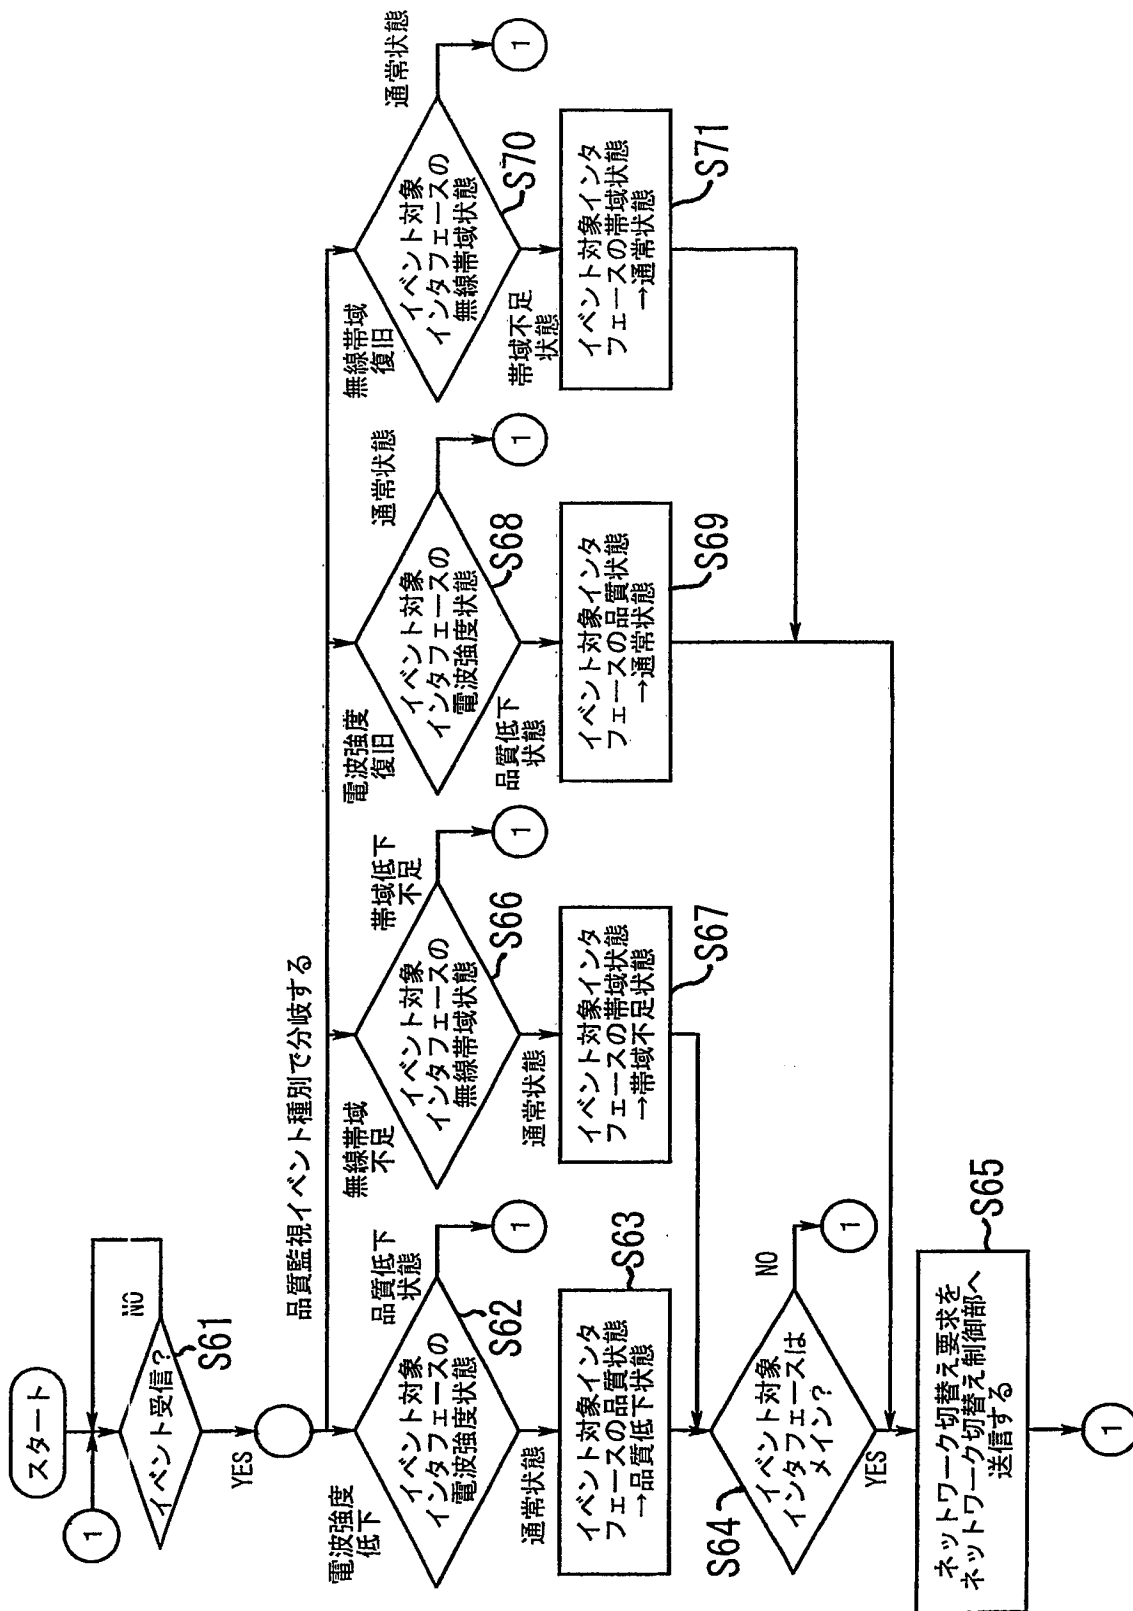 スタート
1
イベント受信?
S61
NO
YES
品質監視イベント種別で分岐する
電波強度
低下
イベント対象
インタフェースの
電波強度状態
S62
品質低下
状態
1
通常状態
イベント対象インタ
フェースの品質状態
→品質低下状態
S63
無線帯域
不足
イベント対象
インタフェースの
無線帯域状態
S66
帯域低下
不足
1
通常状態
イベント対象インタ
フェースの帯域状態
→帯域不足状態
S67
電波強度
復旧
イベント対象
インタフェースの
電波強度状態
S68
通常状態
1
品質低下
状態
イベント対象インタ
フェースの品質状態
→通常状態
S69
無線帯域
復旧
イベント対象
インタフェースの
無線帯域状態
S70
通常状態
1
帯域不足
状態
イベント対象インタ
フェースの帯域状態
→通常状態
S71
S64
イベント対象
インタフェースは
メイン?
NO
1
YES
ネットワーク切替え要求を
ネットワーク切替え制御部へ
送信する
S65
1